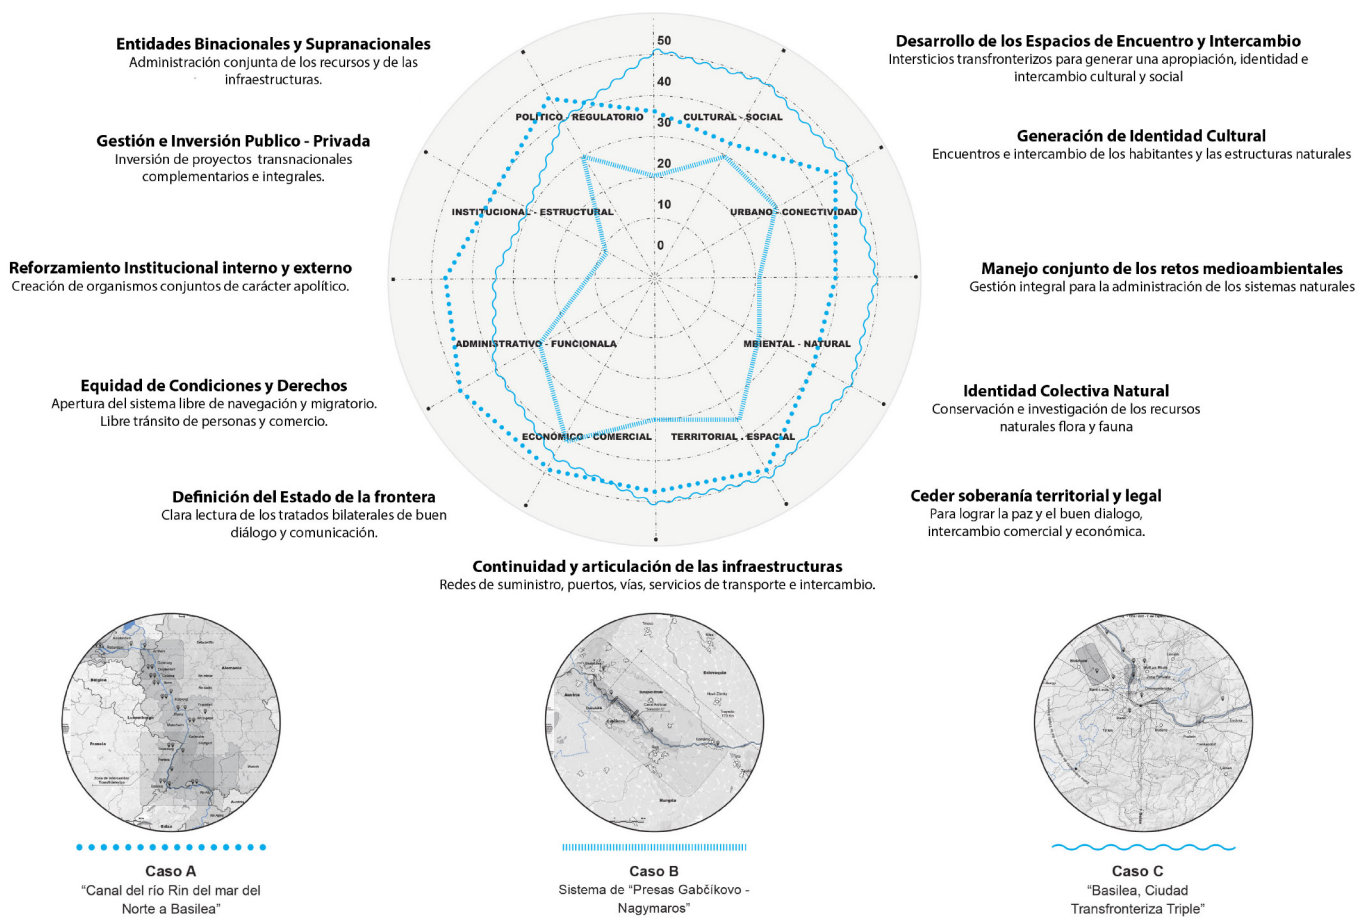 Entidades Binacionales y Supranacionales
Administración conjunta de los recursos y de las
infraestructuras.
Gestión e Inversión Publico - Privada
Inversión de proyectos transnacionales
complementarios e integrales.
Reforzamiento Institucional interno y externo
Creación de organismos conjuntos de carácter apolítico.
Equidad de Condiciones y Derechos
Apertura del sistema libre de navegación y migratorio.
Libre tránsito de personas y comercio.
Definición del Estado de la frontera
Clara lectura de los tratados bilaterales de buen
diálogo y comunicación.
50
40
30
20
10
0
POLÍTICO - REGULATORIO
CULTURAL - SOCIAL
INSTITUCIONAL - ESTRUCTURAL
URBANO - CONECTIVIDAD
ADMINISTRATIVO - FUNCIONALA
MBIENTAL - NATURAL
ECONÓMICO - COMERCIAL
TERRITORIAL . ESPACIAL
Desarrollo de los Espacios de Encuentro y Intercambio
Intersticios transfronterizos para generar una apropiación, identidad e
intercambio cultural y social
Generación de Identidad Cultural
Encuentros e intercambio de los habitantes y las estructuras naturales
Manejo conjunto de los retos medioambientales
Gestión integral para la administración de los sistemas naturales
Identidad Colectiva Natural
Conservación e investigación de los recursos
naturales flora y fauna
Ceder soberanía territorial y legal
Para lograr la paz y el buen dialogo,
intercambio comercial y económica.
Continuidad y articulación de las infraestructuras
Redes de suministro, puertos, vías, servicios de transporte e intercambio.
Bélgica
Luxemburgo
Francia
Alemania
Suiza
Austria
Hungría
Caso A
“Canal del río Rin del mar del
Norte a Basilea”
Caso B
Sistema de “Presas Gabčíkovo -
Nagymaros”
Caso C
“Basilea, Ciudad
Transfronteriza Triple”